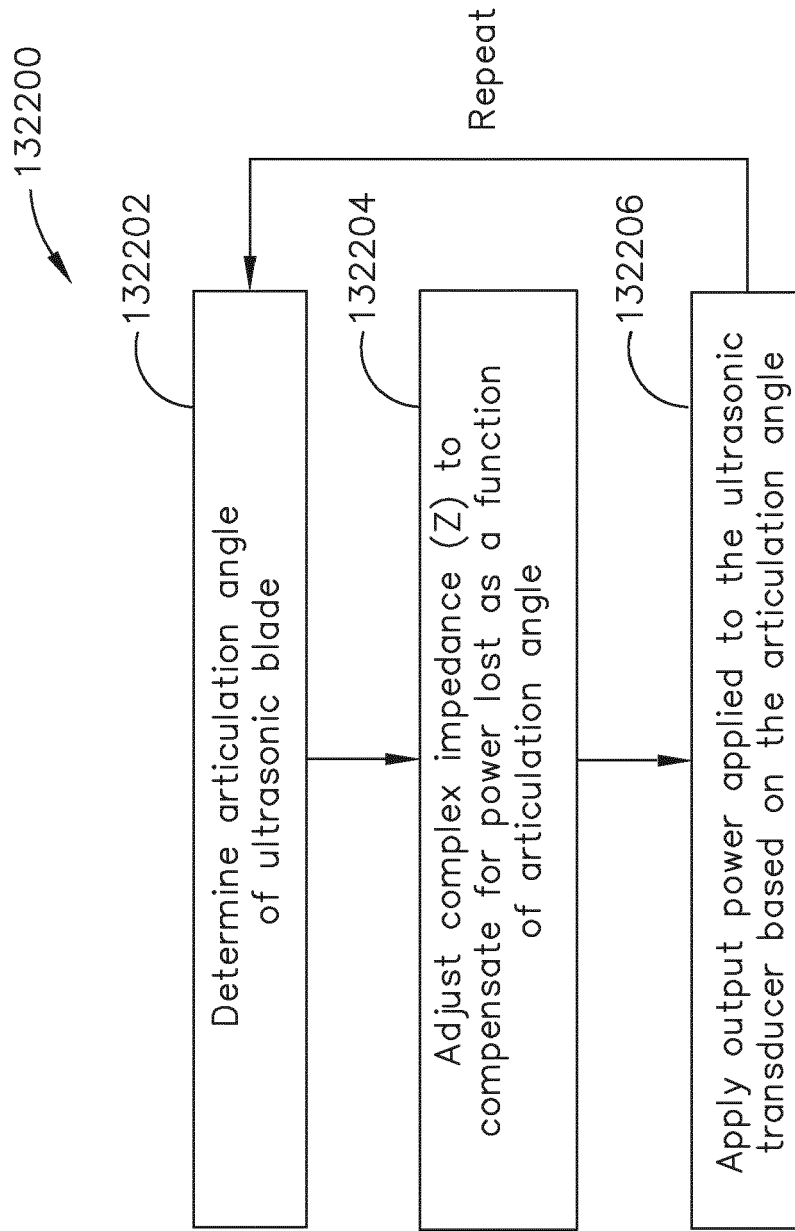 132200
132202
Determine articulation angle
of ultrasonic blade
132204
Adjust complex impedance (Z) to
compensate for power lost as a function
of articulation angle
132206
Apply output power applied to the ultrasonic
transducer based on the articulation angle
Repeat